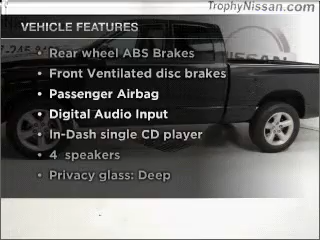 TrophyNissan.com
VEHICLE FEATURES
• Rear wheel ABS Brakes
• Front Ventilated disc brakes
• Passenger Airbag
• Digital Audio Input
• In-Dash single CD player
• 4 speakers
• Privacy glass: Deep